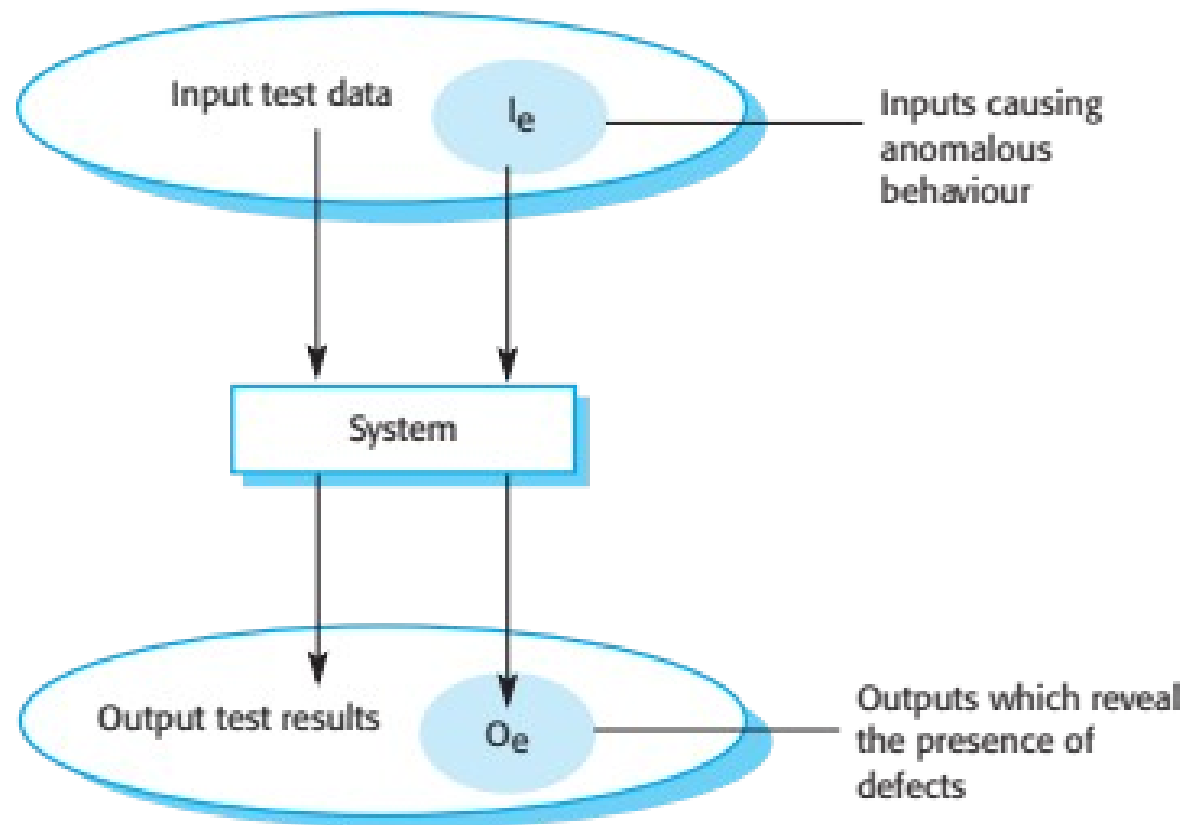 Input test data
Ie
Inputs causing
anomalous
behaviour
System
Output test results
Oe
Outputs which reveal
the presence of
defects